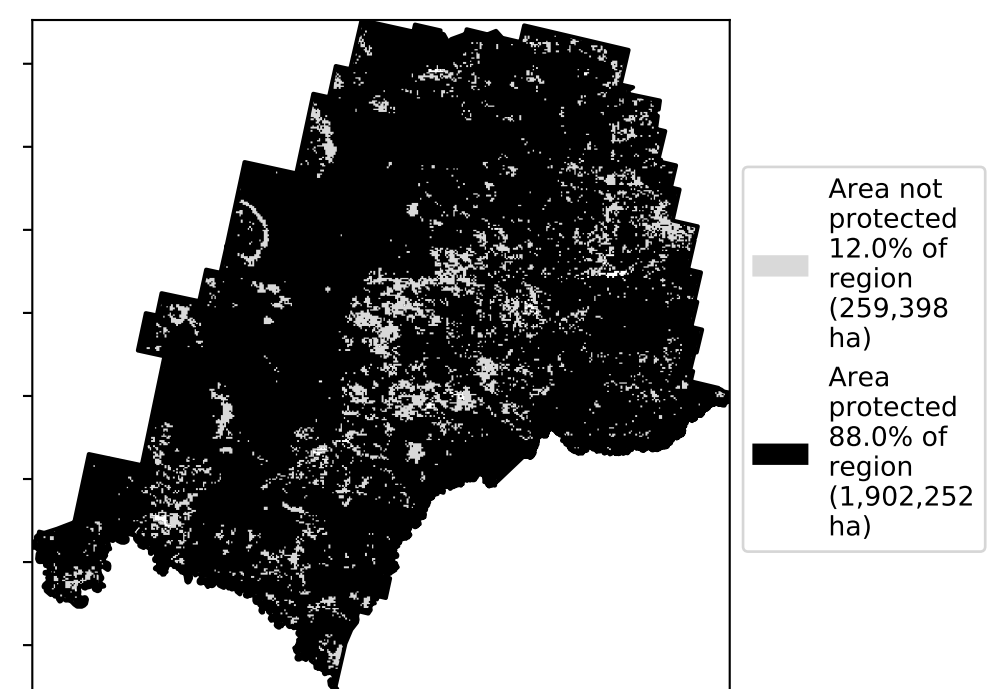 Area not
protected
12.0% of
region
(259,398
ha)
Area
protected
88.0% of
region
(1,902,252
ha)